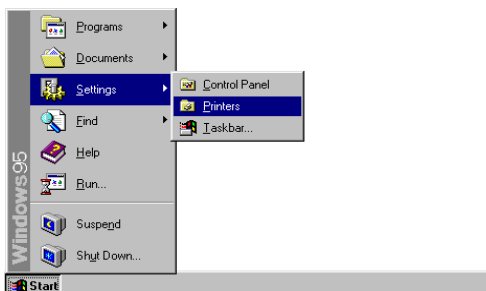 Programs
Documents
Settings
Control Panel
Printers
Taskbar...
Find
Help
Run...
Suspend
Shut Down...
Windows95
Start